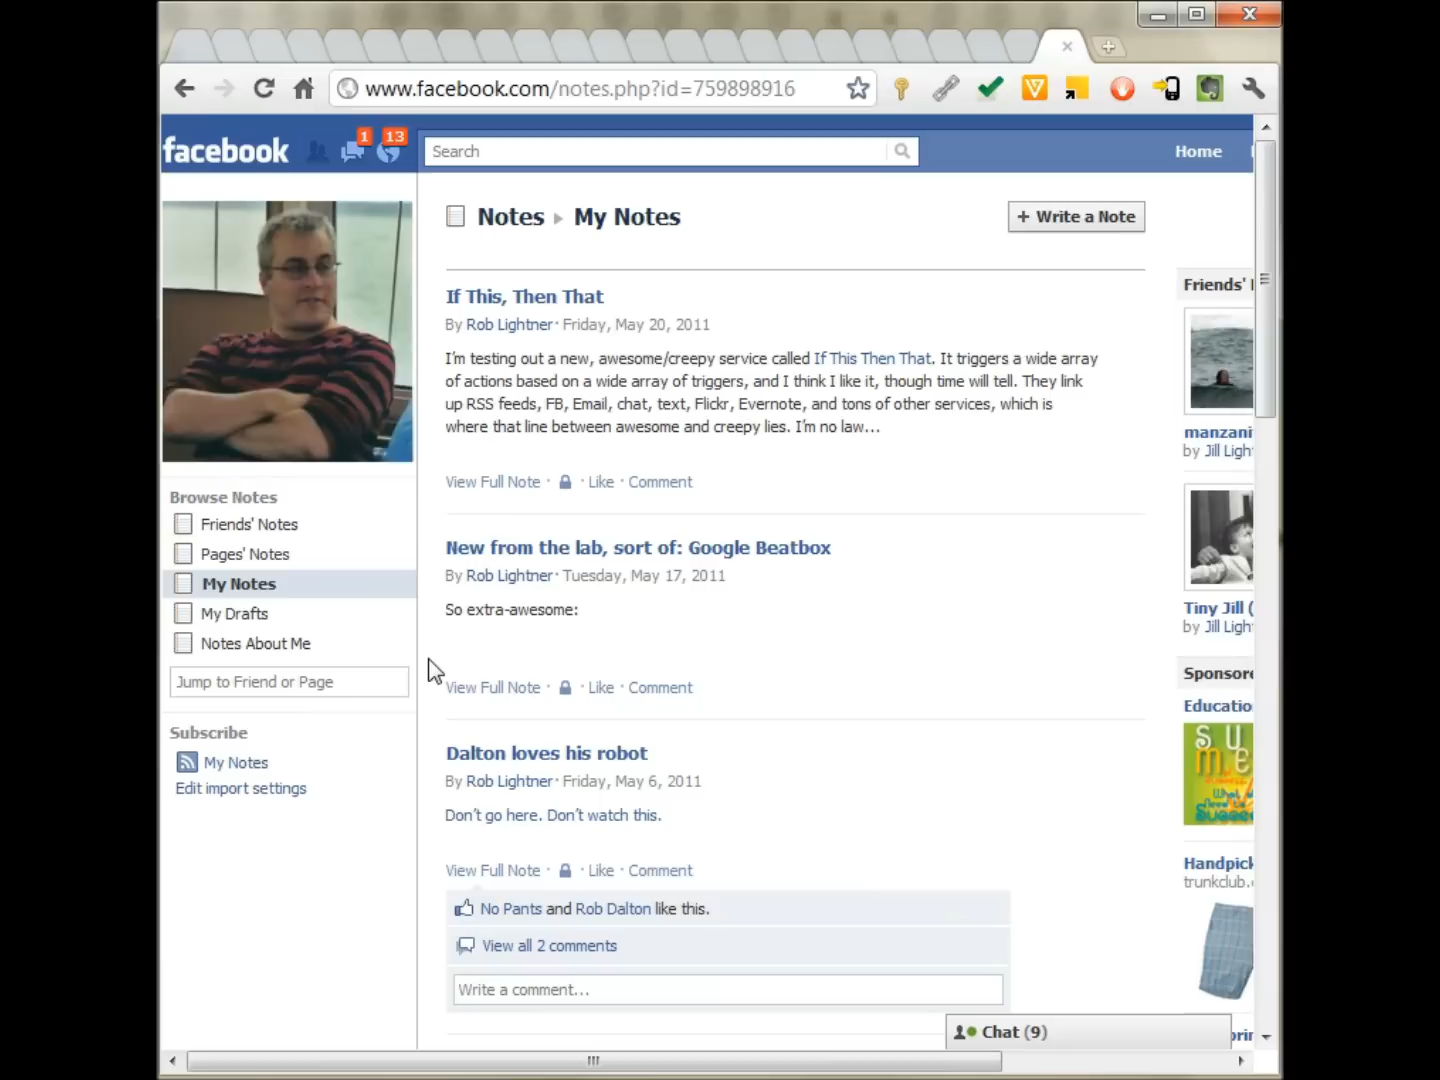 www.facebook.com/notes.php?id=759898916
facebook
1
13
Search
Home
Notes
My Notes
+ Write a Note
If This, Then That
By Rob Lightner · Friday, May 20, 2011
I'm testing out a new, awesome/creepy service called If This Then That. It triggers a wide array
of actions based on a wide array of triggers, and I think I like it, though time will tell. They link
up RSS feeds, FB, Email, chat, text, Flickr, Evernote, and tons of other services, which is
where that line between awesome and creepy lies. I'm no law...
View Full Note · · Like · Comment
New from the lab, sort of: Google Beatbox
By Rob Lightner · Tuesday, May 17, 2011
So extra-awesome:
View Full Note · · Like · Comment
Dalton loves his robot
By Rob Lightner · Friday, May 6, 2011
Don't go here. Don't watch this.
View Full Note · · Like · Comment
No Pants and Rob Dalton like this.
View all 2 comments
Write a comment...
Browse Notes
Friends' Notes
Pages' Notes
My Notes
My Drafts
Notes About Me
Jump to Friend or Page
Subscribe
My Notes
Edit import settings
Friends'
manzani
by Jill Ligh
Tiny Jill (
by Jill Ligh
Sponsore
Educatio
SU
Handpick
trunkclub.
Chat (9)